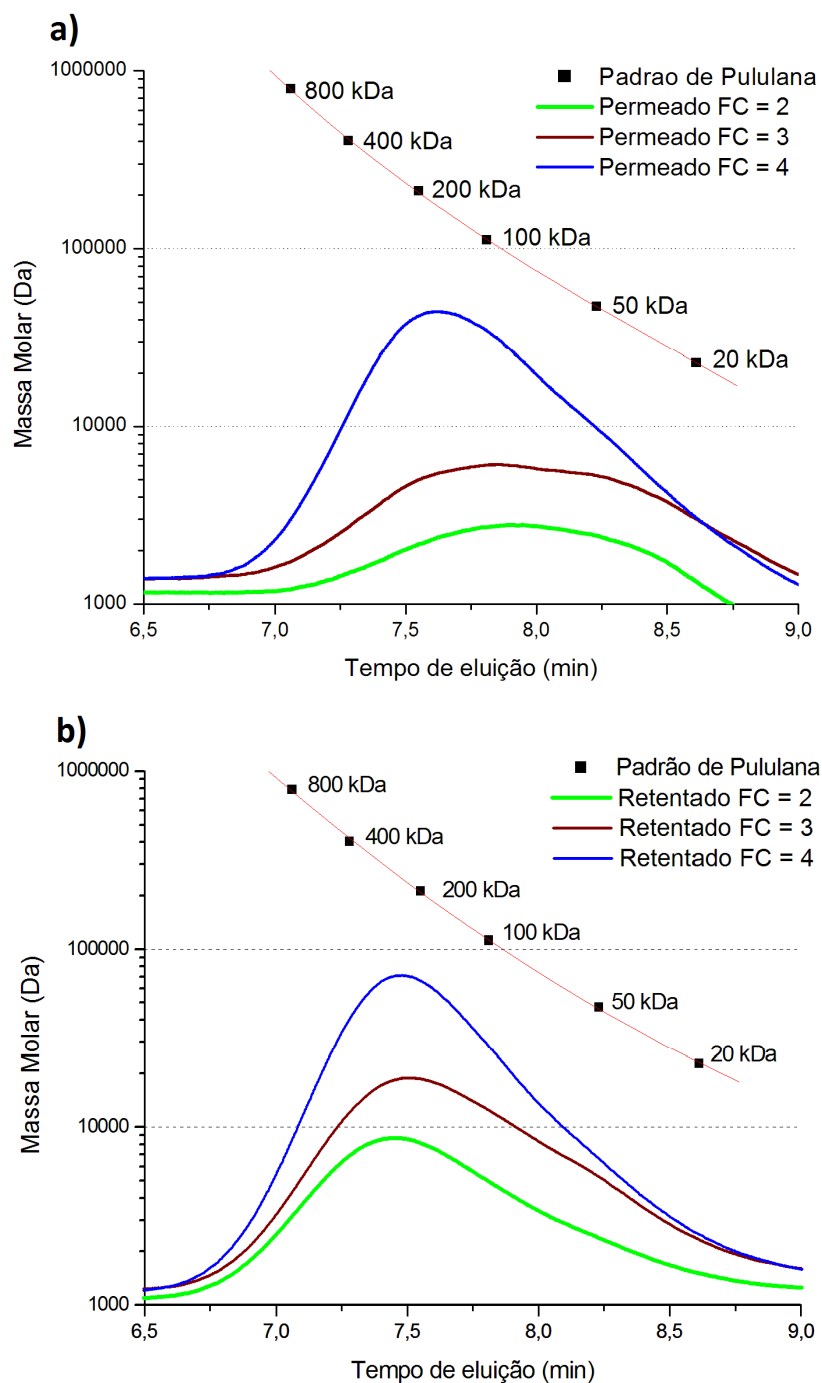 a)
1000000
100000
10000
1000
Massa Molar (Da)
800 kDa
400 kDa
200 kDa
100 kDa
50 kDa
20 kDa
Padrao de Pululana
Permeado FC = 2
Permeado FC = 3
Permeado FC = 4
6,5 7,0 7,5 8,0 8,5 9,0
Tempo de eluição (min)
b)
1000000
100000
10000
1000
Massa Molar (Da)
800 kDa
400 kDa
200 kDa
100 kDa
50 kDa
20 kDa
Padrão de Pululana
Retentado FC = 2
Retentado FC = 3
Retentado FC = 4
6,5 7,0 7,5 8,0 8,5 9,0
Tempo de eluição (min)